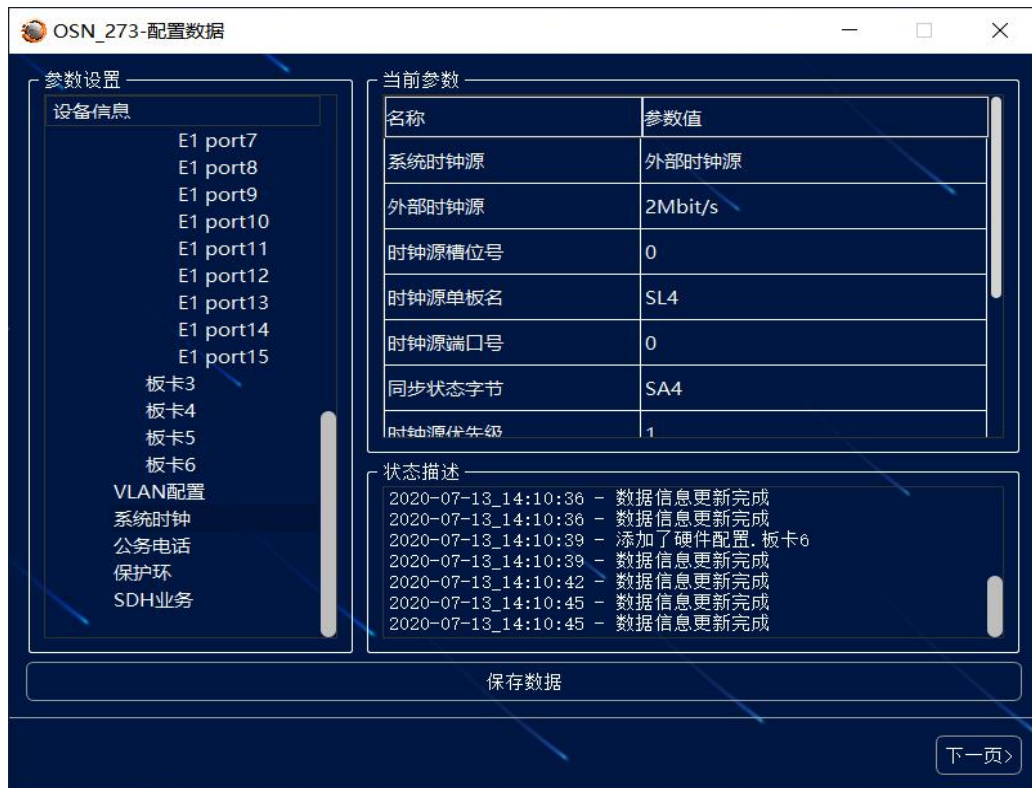 OSN_273-配置数据
参数设置
设备信息
E1 port7
E1 port8
E1 port9
E1 port10
E1 port11
E1 port12
E1 port13
E1 port14
E1 port15
板卡3
板卡4
板卡5
板卡6
VLAN配置
系统时钟
公务电话
保护环
SDH业务
当前参数
名称 参数值
系统时钟源 外部时钟源
外部时钟源 2Mbit/s
时钟源槽位号 0
时钟源单板名 SL4
时钟源端口号 0
同步状态字节 SA4
时钟源优先级 1
状态描述
2020-07-13_14:10:36 - 数据信息更新完成
2020-07-13_14:10:36 - 数据信息更新完成
2020-07-13_14:10:39 - 添加了硬件配置.板卡6
2020-07-13_14:10:39 - 数据信息更新完成
2020-07-13_14:10:42 - 数据信息更新完成
2020-07-13_14:10:45 - 数据信息更新完成
2020-07-13_14:10:45 - 数据信息更新完成
保存数据
下一页>